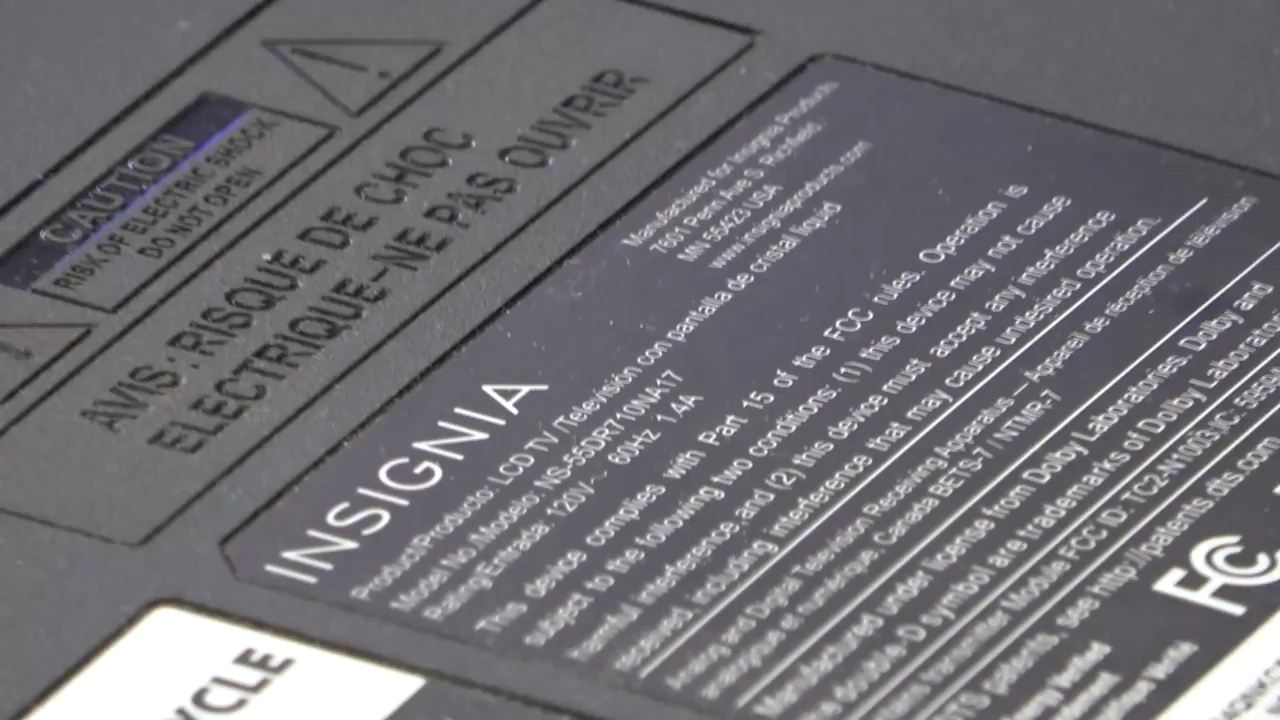 CAUTION
RISK OF ELECTRIC SHOCK
DO NOT OPEN
AVIS : RISQUE DE CHOC
ELECTRIQUE-NE PAS OUVRIR
INSIGNIA
Manufactured for Insignia Products
7601 Penn Ave S Richfield
MN 55423 USA
www.insigniaproducts.com
Product/Producto: LCD TV /Television con pantalla de cristal liquid
Model No./Modelo: NS-55DR710NA17
Rating/Entrada: 120V~ 60Hz 1.4A
This device complies with Part 15 of the FCC rules. Operation is
subject to the following two conditions: (1) this device may not cause
harmful interference, and (2) this device must accept any interference
received, including interference that may cause undesired operation.
Analog and Digital Television Receiving Apparatus— Appareil de réception de télévision
analogique et numérique, Canada BETS-7 / NTMR-7
Manufactured under license from Dolby Laboratories. Dolby and
double-D symbol are trademarks of Dolby
transmitter Module FCC ID: TC2-N1003/IC:
patents, see http://patents.dts.com
FC
YCLE